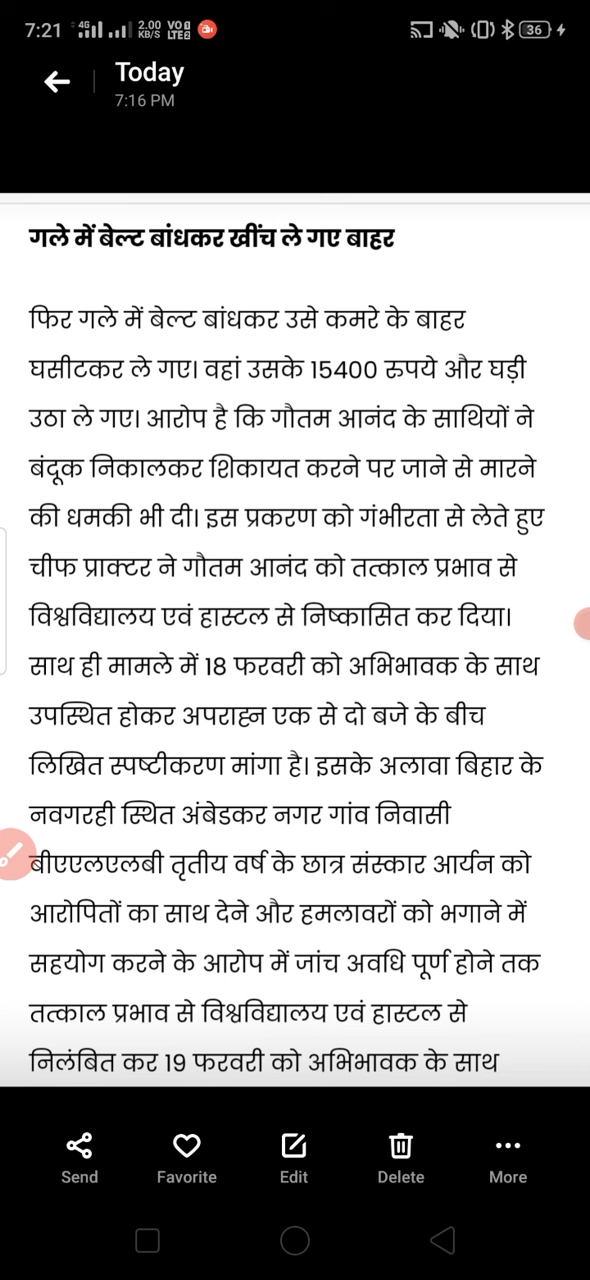 7:21 4G 2.00 KB/S VO LTE 36
Today
7:16 PM
गले में बेल्ट बांधकर खींच ले गए बाहर
फिर गले में बेल्ट बांधकर उसे कमरे के बाहर
घसीटकर ले गए। वहां उसके 15400 रुपये और घड़ी
उठा ले गए। आरोप है कि गौतम आनंद के साथियों ने
बंदूक निकालकर शिकायत करने पर जाने से मारने
की धमकी भी दी। इस प्रकरण को गंभीरता से लेते हुए
चीफ प्राक्टर ने गौतम आनंद को तत्काल प्रभाव से
विश्वविद्यालय एवं हास्टल से निष्कासित कर दिया।
साथ ही मामले में 18 फरवरी को अभिभावक के साथ
उपस्थित होकर अपराह्न एक से दो बजे के बीच
लिखित स्पष्टीकरण मांगा है। इसके अलावा बिहार के
नवगरही स्थित अंबेडकर नगर गांव निवासी
बीएएलएलबी तृतीय वर्ष के छात्र संस्कार आर्यन को
आरोपितों का साथ देने और हमलावरों को भगाने में
सहयोग करने के आरोप में जांच अवधि पूर्ण होने तक
तत्काल प्रभाव से विश्वविद्यालय एवं हास्टल से
निलंबित कर 19 फरवरी को अभिभावक के साथ
Send Favorite Edit Delete More